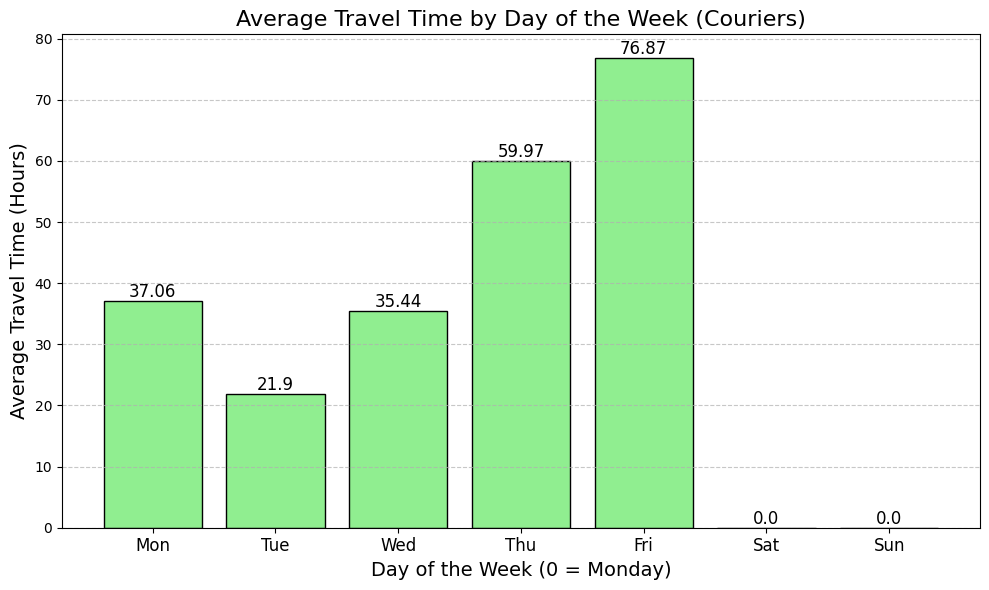 Average Travel Time by Day of the Week (Couriers)
Average Travel Time (Hours)
80
70
60
50
40
30
20
10
0
37.06
21.9
35.44
59.97
76.87
0.0
0.0
Mon
Tue
Wed
Thu
Fri
Sat
Sun
Day of the Week (0 = Monday)